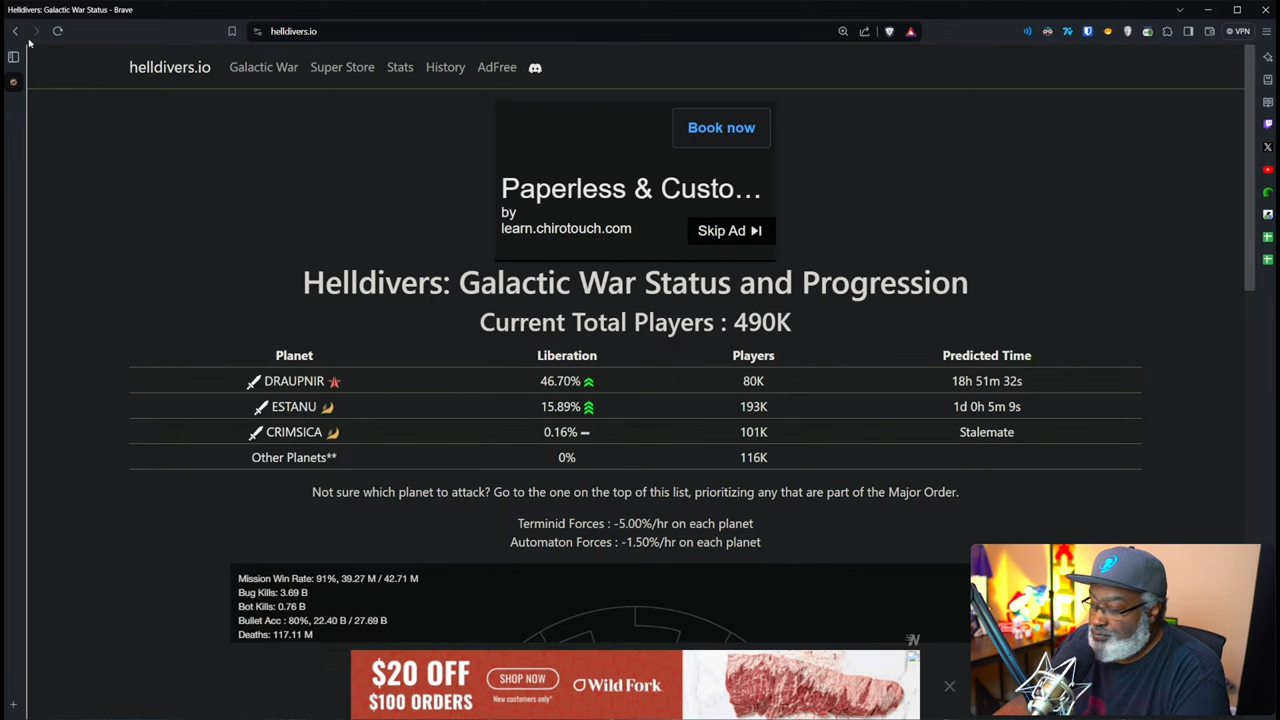 Helldivers: Galactic War Status - Brave
helldivers.io
VPN
helldivers.io Galactic War Super Store Stats History AdFree
Book now
Paperless & Custo…
by
learn.chirotouch.com
Skip Ad
Helldivers: Galactic War Status and Progression
Current Total Players : 490K
Planet Liberation Players Predicted Time
DRAUPNIR 46.70% 80K 18h 51m 32s
ESTANU 15.89% 193K 1d 0h 5m 9s
CRIMSICA 0.16% 101K Stalemate
Other Planets** 0% 116K
Not sure which planet to attack? Go to the one on the top of this list, prioritizing any that are part of the Major Order.
Terminid Forces : -5.00%/hr on each planet
Automaton Forces : -1.50%/hr on each planet
Mission Win Rate: 91%, 39.27 M / 42.71 M
Bug Kills: 3.69 B
Bot Kills: 0.76 B
Bullet Acc : 80%, 22.40 B / 27.69 B
Deaths: 117.11 M
$20 OFF
$100 ORDERS
SHOP NOW
New customers only*
Wild Fork